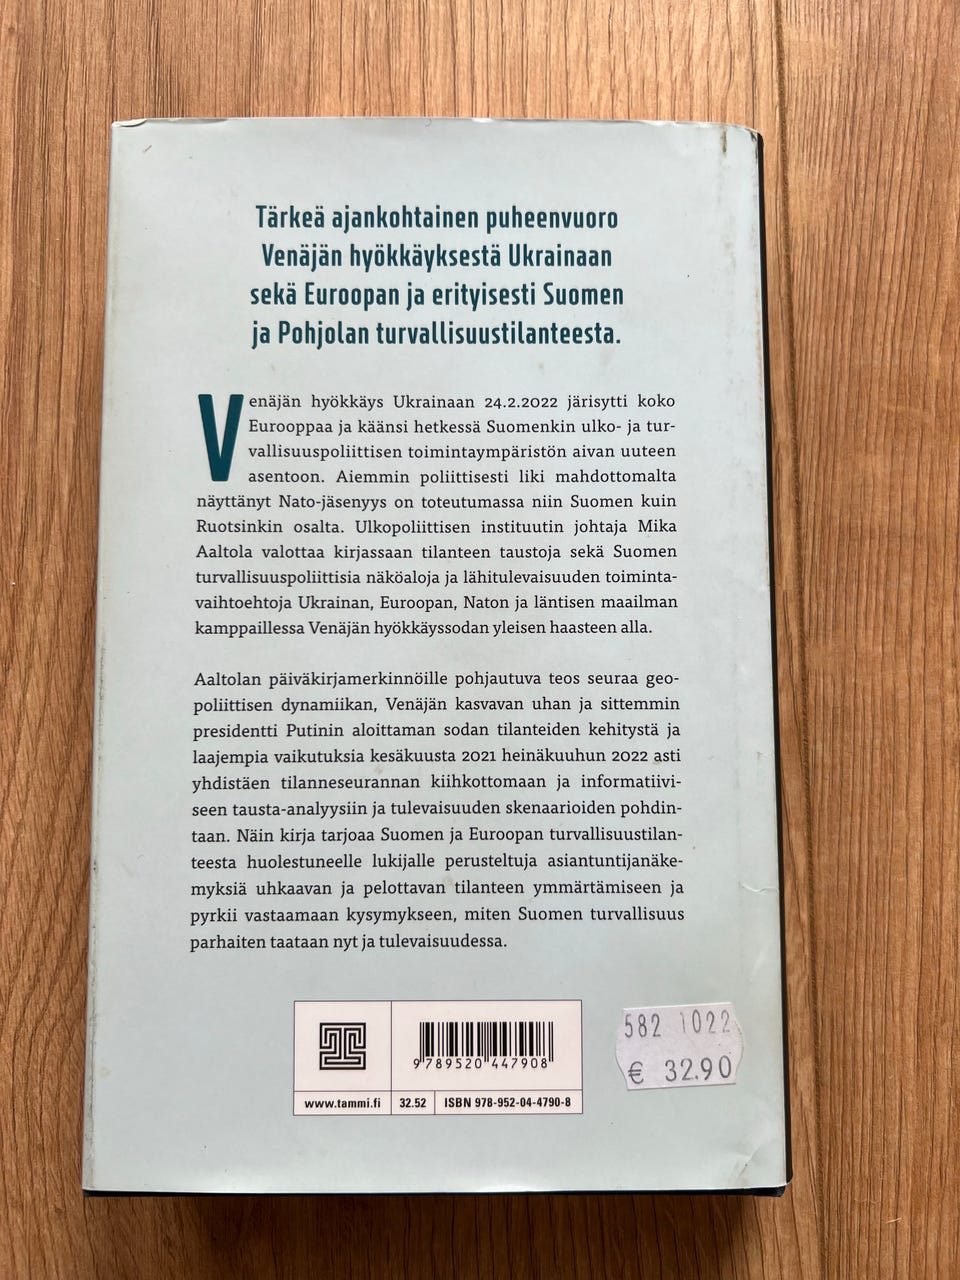 Tärkeä ajankohtainen puheenvuoro
Venäjän hyökkäyksestä Ukrainaan
sekä Euroopan ja erityisesti Suomen
ja Pohjolan turvallisuustilanteesta.
Venäjän hyökkäys Ukrainaan 24.2.2022 järisytti koko
Eurooppaa ja käänsi hetkessä Suomenkin ulko- ja tur-
vallisuuspoliittisen toimintaympäristön aivan uuteen
asentoon. Aiemmin poliittisesti liki mahdottomalta
näyttänyt Nato-jäsenyys on toteutumassa niin Suomen kuin
Ruotsinkin osalta. Ulkopoliittisen instituutin johtaja Mika
Aaltola valottaa kirjassaan tilanteen taustoja sekä Suomen
turvallisuuspoliittisia näköaloja ja lähitulevaisuuden toiminta-
vaihtoehtoja Ukrainan, Euroopan, Naton ja läntisen maailman
kamppaillessa Venäjän hyökkäyssodan yleisen haasteen alla.
Aaltolan päiväkirjamerkinnöille pohjautuva teos seuraa geo-
poliittisen dynamiikan, Venäjän kasvavan uhan ja sittemmin
presidentti Putinin aloittaman sodan tilanteiden kehitystä ja
laajempia vaikutuksia kesäkuusta 2021 heinäkuuhun 2022 asti
yhdistäen tilanneseurannan kiihkottomaan ja informatiivi-
seen tausta-analyysiin ja tulevaisuuden skenaarioiden pohdin-
taan. Näin kirja tarjoaa Suomen ja Euroopan turvallisuustilan-
teesta huolestuneelle lukijalle perusteltuja asiantuntijanäke-
myksiä uhkaavan ja pelottavan tilanteen ymmärtämiseen ja
pyrkii vastaamaan kysymykseen, miten Suomen turvallisuus
parhaiten taataan nyt ja tulevaisuudessa.
9 789520 447908
www.tammi.fi 32.52 ISBN 978-952-04-4790-8
582 1022
€ 32.90